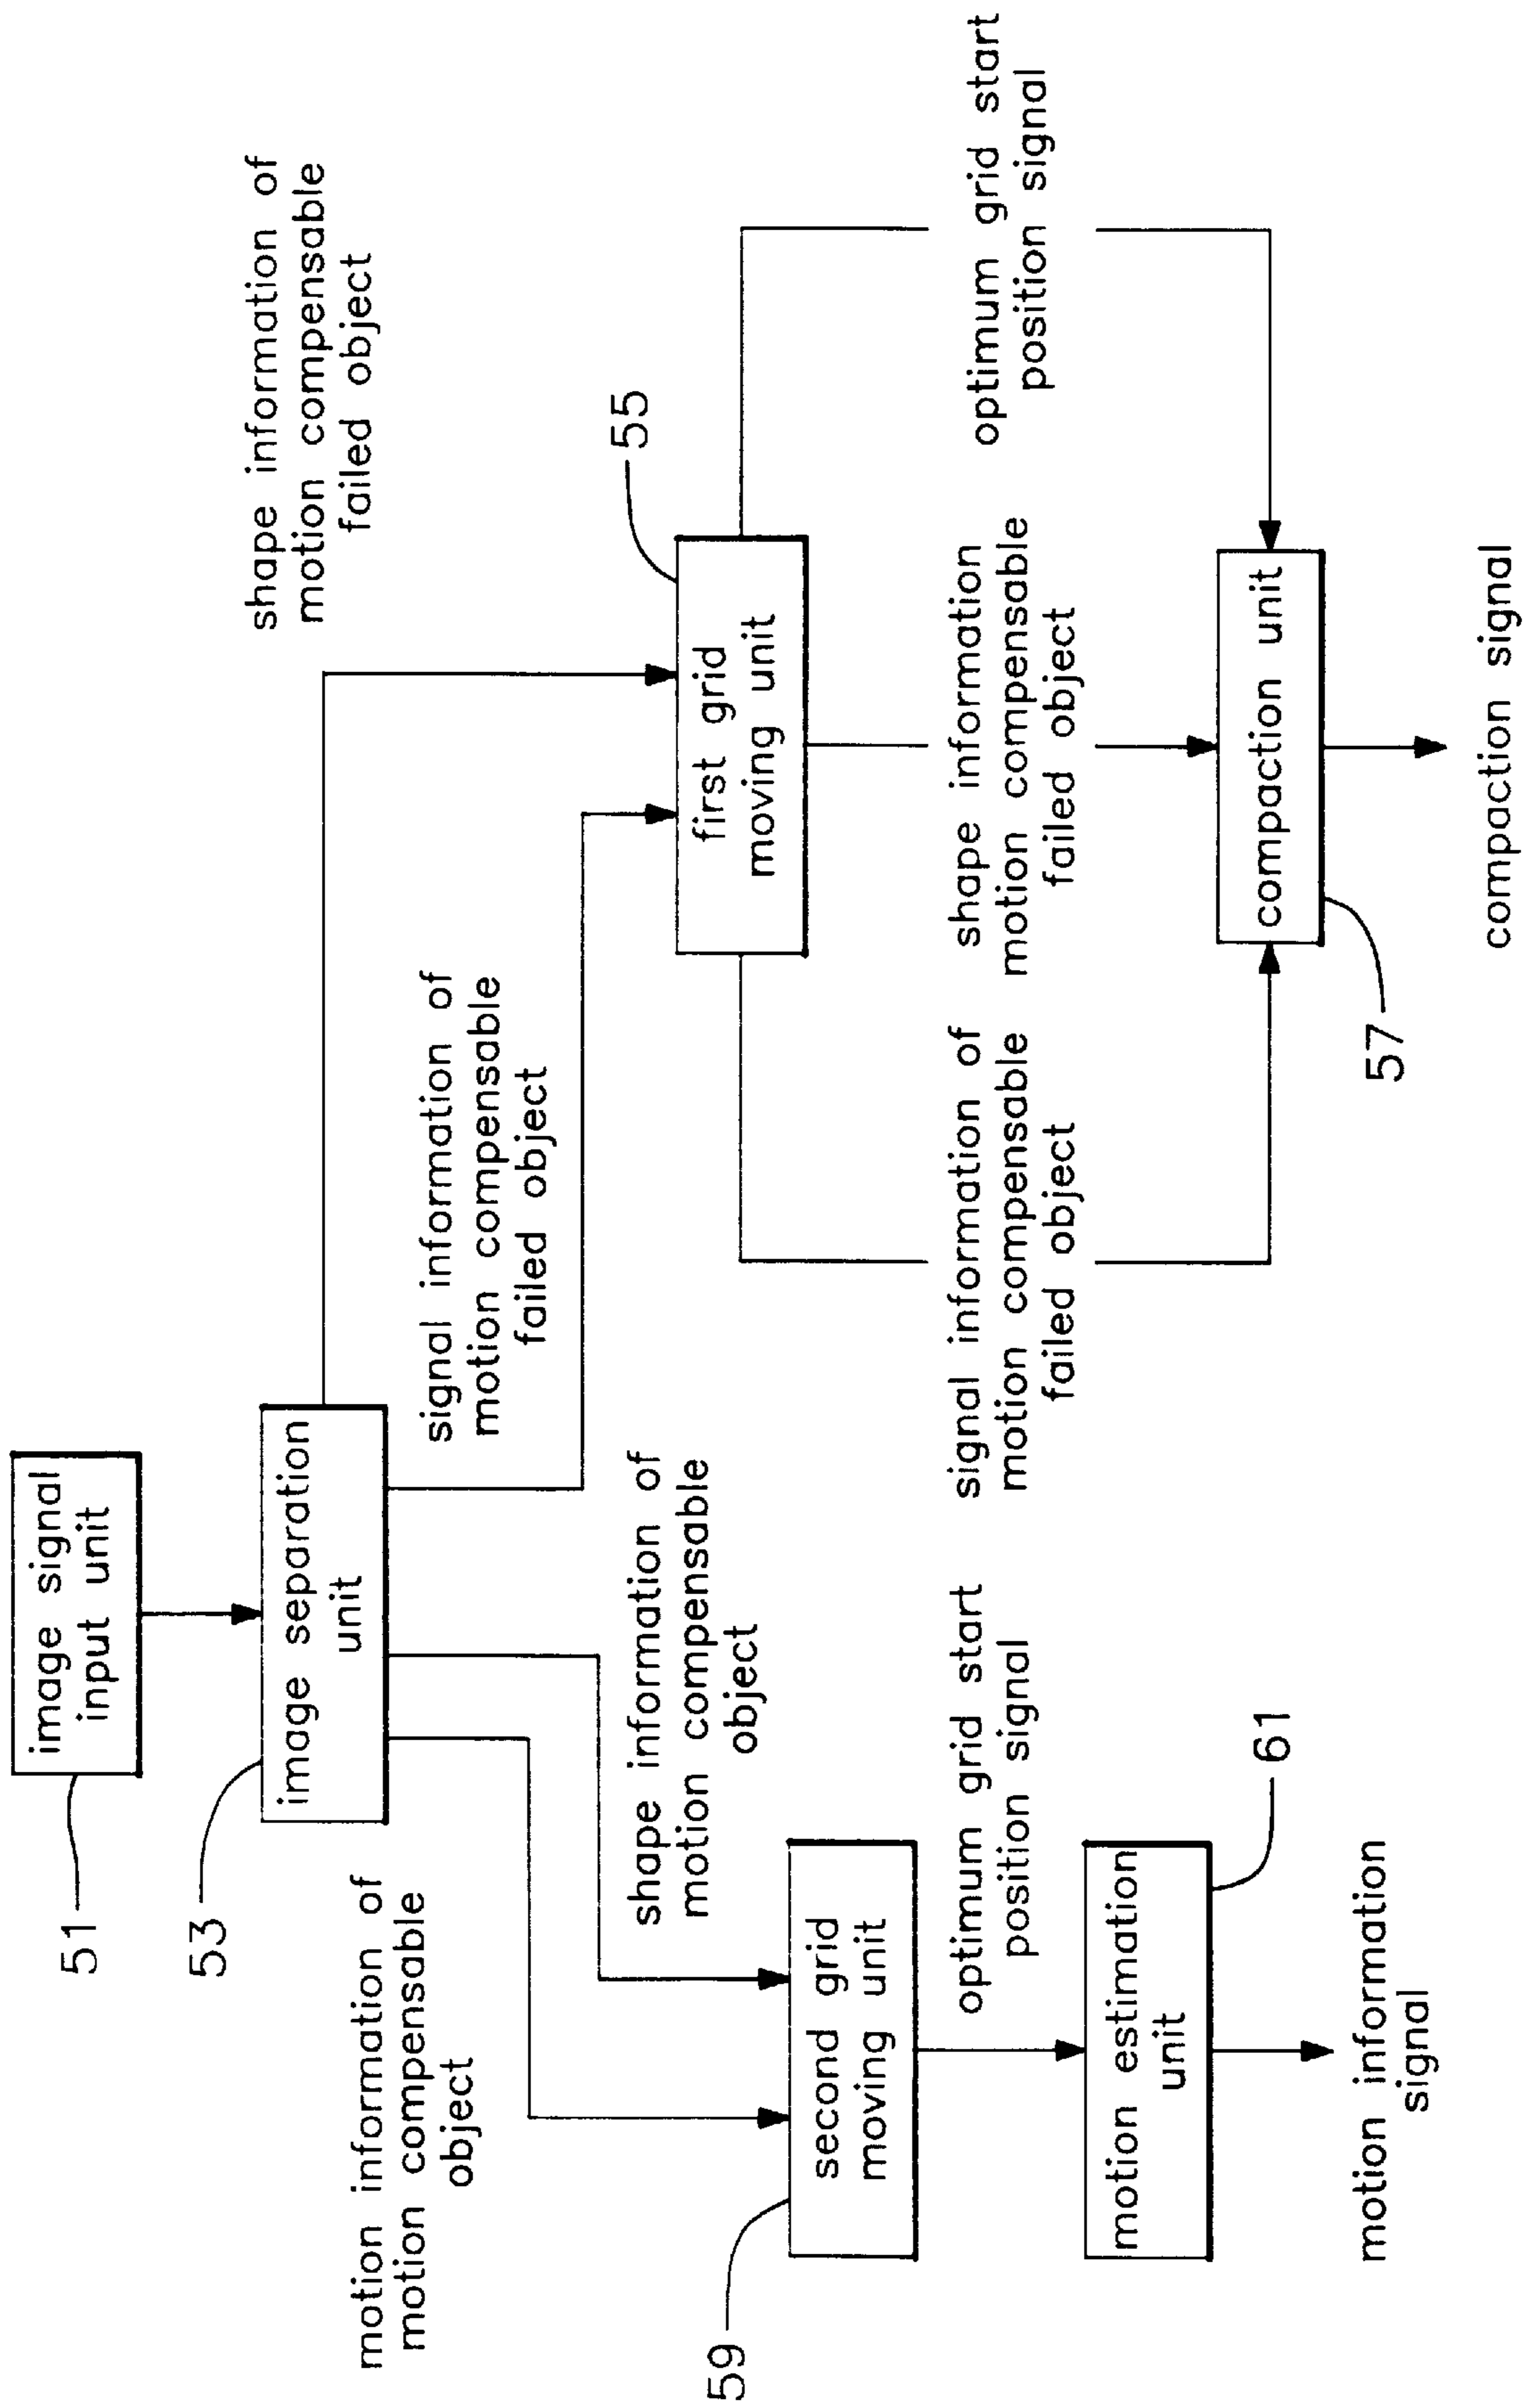 image signal
input unit
51
image separation
unit
53
motion information of
motion compensable
object
shape information of
motion compensable
object
signal information of
motion compensable
failed object
shape information of
motion compensable
failed object
second grid
moving unit
59
first grid
moving unit
55
optimum grid start
position signal
signal information of
motion compensable
failed object
shape information
motion compensable
failed object
optimum grid start
position signal
motion estimation
unit
61
compaction unit
57
motion information
signal
compaction signal